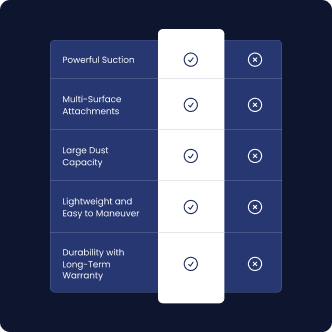 Powerful Suction
Multi-Surface
Attachments
Large Dust
Capacity
Lightweight and
Easy to Maneuver
Durability with
Long-Term
Warranty